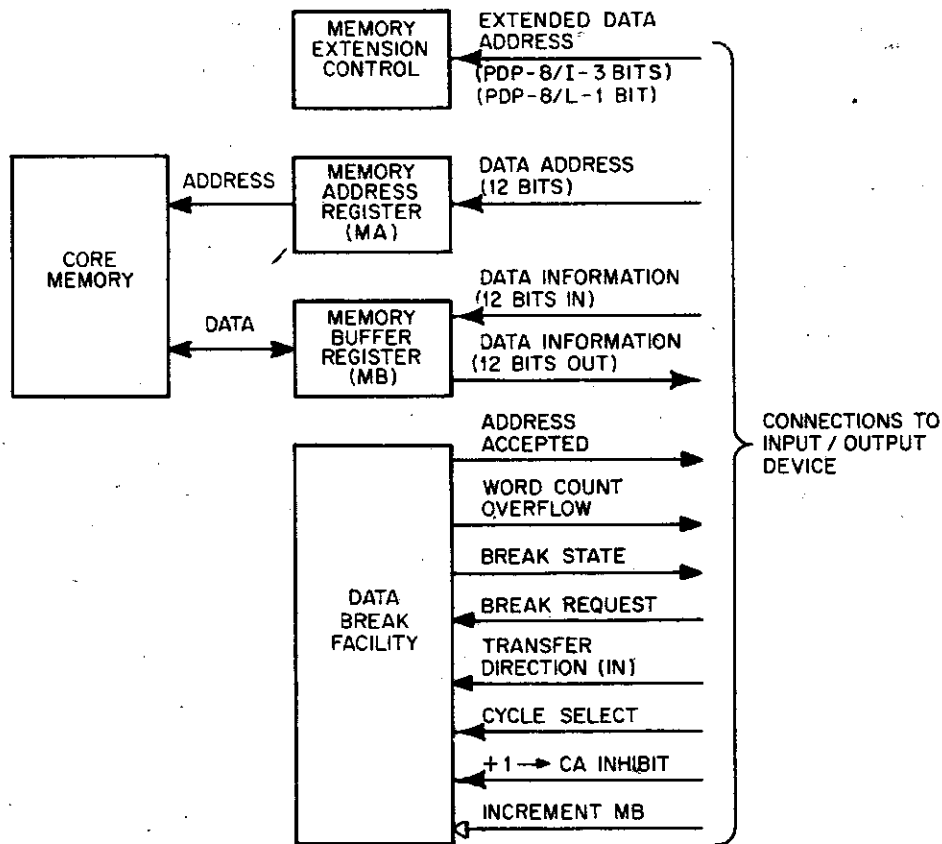 MEMORY
EXTENSION
CONTROL
EXTENDED DATA
ADDRESS
(PDP-8/I-3 BITS)
(PDP-8/L-1 BIT)
CORE
MEMORY
ADDRESS
MEMORY
ADDRESS
REGISTER
(MA)
DATA ADDRESS
(12 BITS)
DATA
MEMORY
BUFFER
REGISTER
(MB)
DATA INFORMATION
(12 BITS IN)
DATA INFORMATION
(12 BITS OUT)
DATA
BREAK
FACILITY
ADDRESS
ACCEPTED
WORD COUNT
OVERFLOW
BREAK STATE
BREAK REQUEST
TRANSFER
DIRECTION (IN)
CYCLE SELECT
+1→ CA INHIBIT
INCREMENT MB
CONNECTIONS TO
INPUT / OUTPUT
DEVICE